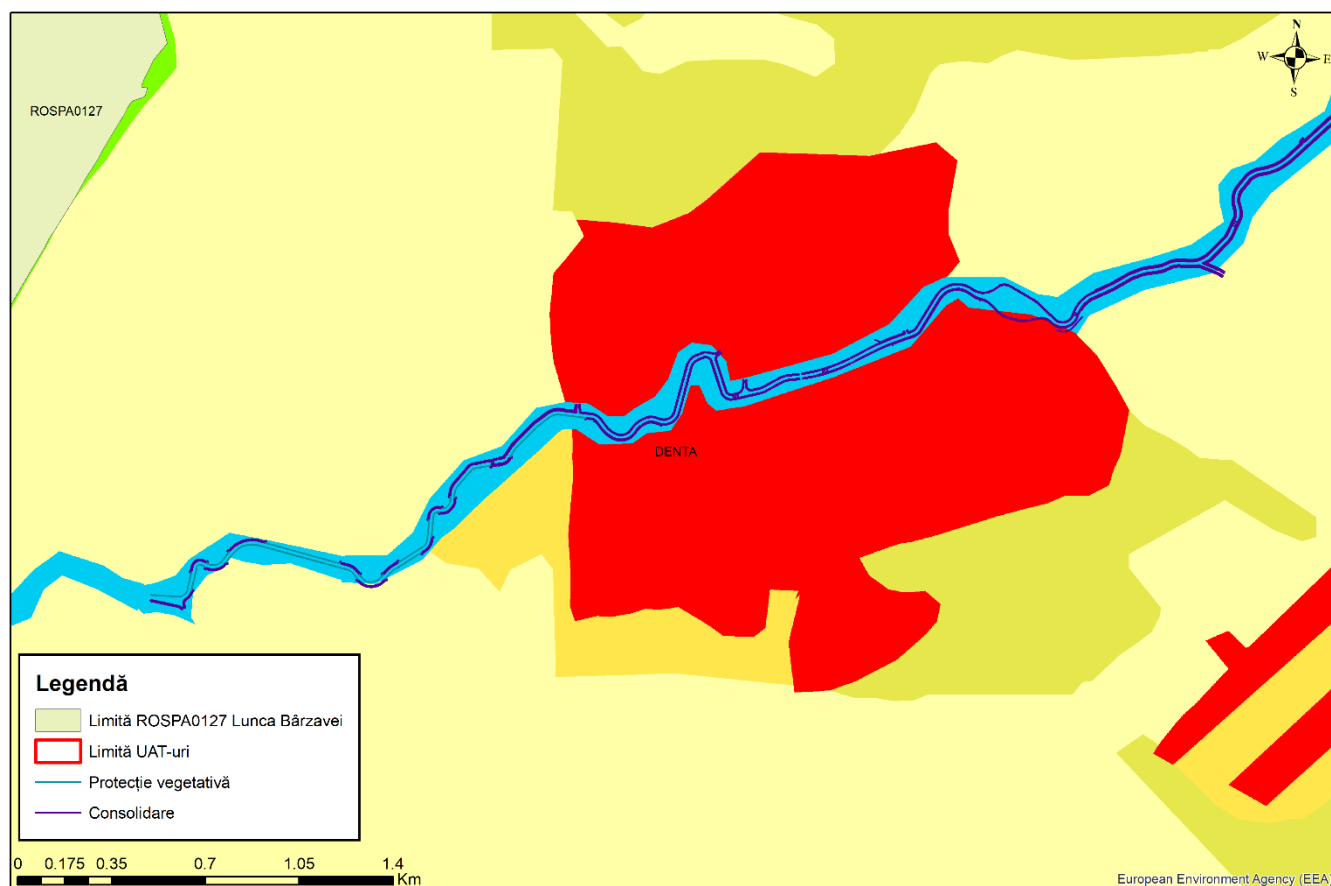 N
W E
S
ROSPA0127
DENTA
Legendă
Limită ROSPA0127 Lunca Bârzavei
Limită UAT-uri
Protecție vegetativă
Consolidare
0 0.175 0.35 0.7 1.05 1.4
Km
European Environment Agency (EEA)